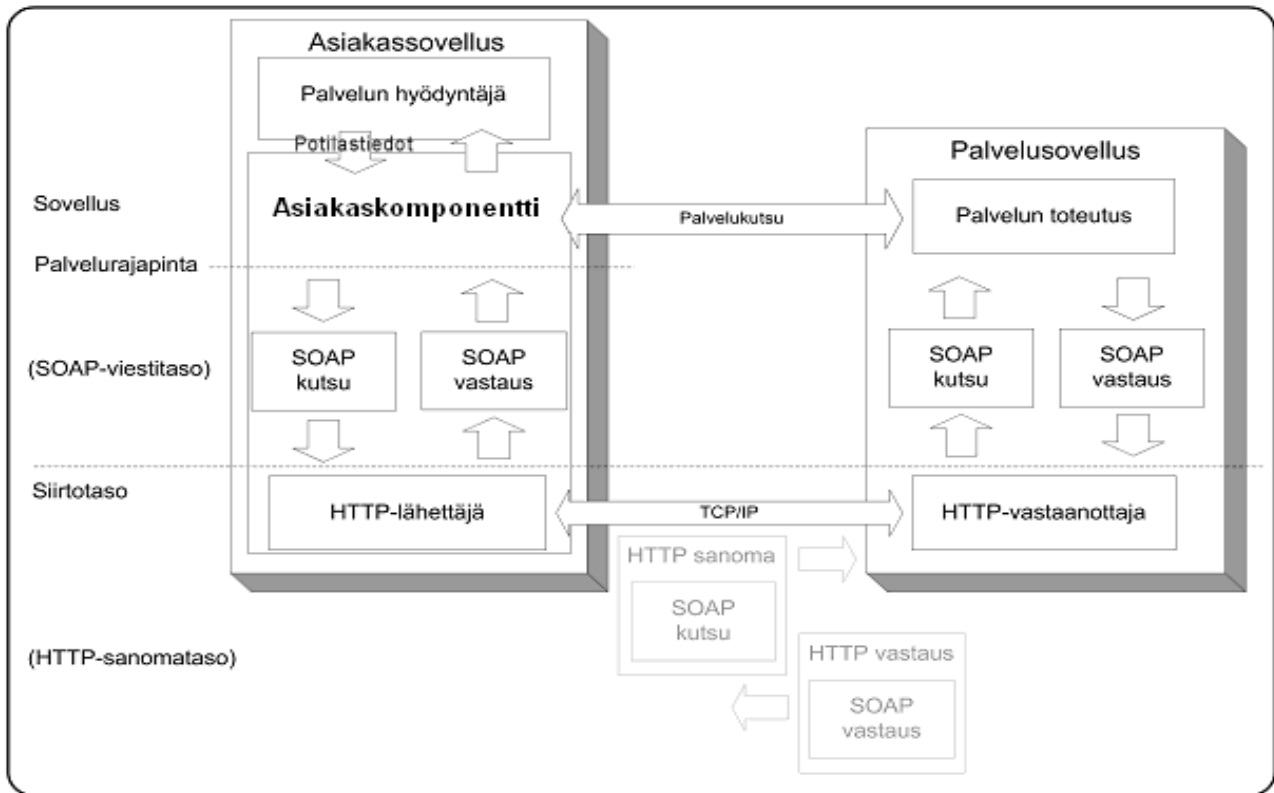 Asiakassovellus
Palvelun hyödyntäjä
Potilastiedot
Palvelusovellus
Sovellus
Asiakaskomponentti
Palvelukutsu
Palvelun toteutus
Palvelurajapinta
(SOAP-viestitaso)
SOAP
kutsu
SOAP
vastaus
SOAP
kutsu
SOAP
vastaus
Siirtotaso
HTTP-lähettäjä
TCP/IP
HTTP-vastaanottaja
HTTP sanoma
SOAP
kutsu
(HTTP-sanomataso)
HTTP vastaus
SOAP
vastaus